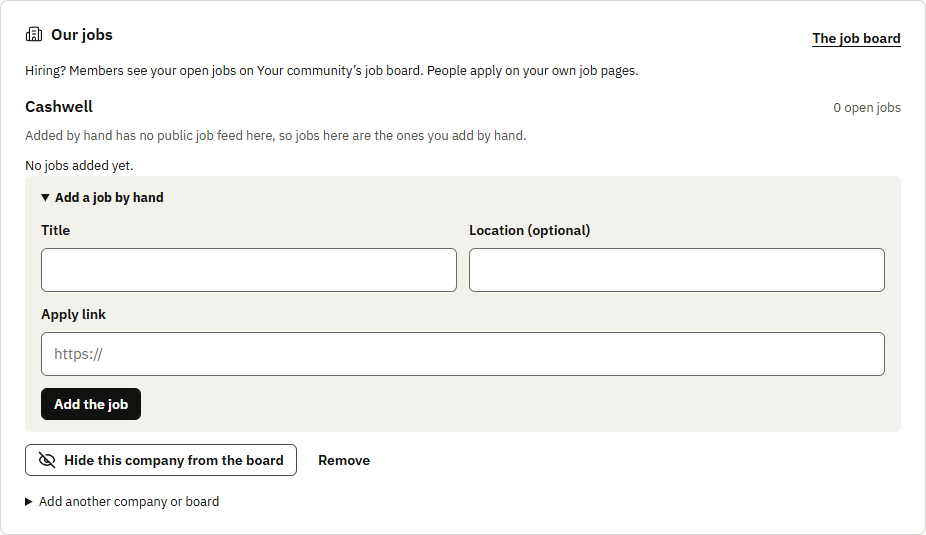 Our jobs
The job board
Hiring? Members see your open jobs on Your community’s job board. People apply on your own job pages.
Cashwell
0 open jobs
Added by hand has no public job feed here, so jobs here are the ones you add by hand.
No jobs added yet.
Add a job by hand
Title
Location (optional)
Apply link
https://
Add the job
Hide this company from the board
Remove
Add another company or board